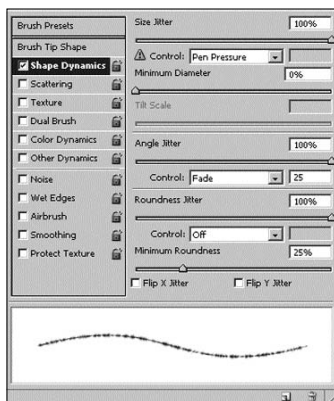 Brush Presets
Brush Tip Shape
Shape Dynamics
Scattering
Texture
Dual Brush
Color Dynamics
Other Dynamics
Noise
Wet Edges
Airbrush
Smoothing
Protect Texture
Size Jitter 100%
Control: Pen Pressure
Minimum Diameter 0%
Tilt Scale
Angle Jitter 100%
Control: Fade 25
Roundness Jitter 100%
Control: Off
Minimum Roundness 25%
Flip X Jitter Flip Y Jitter